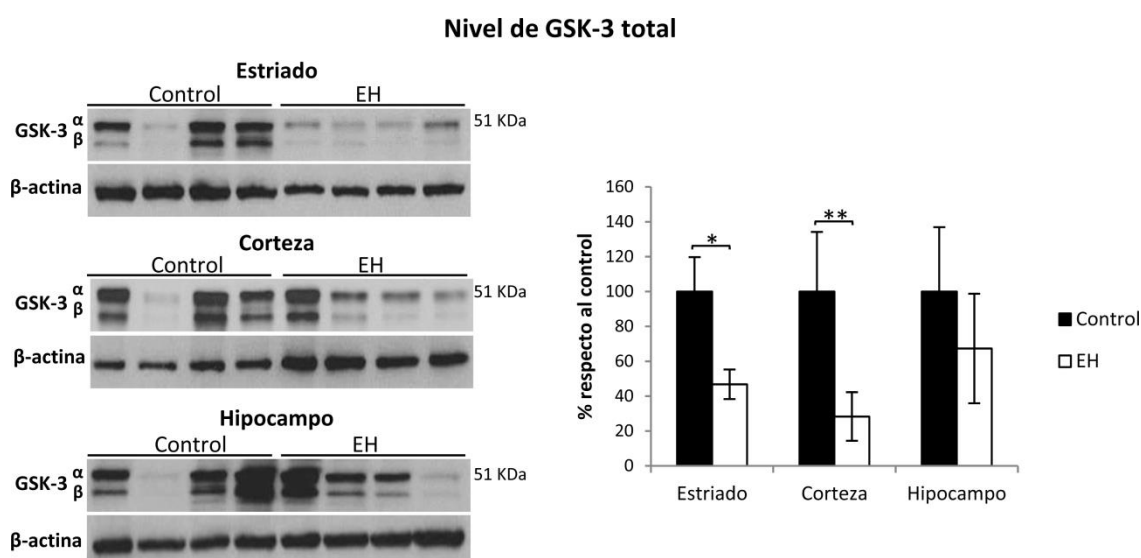 Nivel de GSK-3 total
Estriado
Control EH
GSK-3 α
β
51 KDa
β-actina
Corteza
Control EH
GSK-3 α
β
51 KDa
β-actina
Hipocampo
Control EH
GSK-3 α
β
51 KDa
β-actina
% respecto al control
160
140
120
100
80
60
40
20
0
*
**
Estriado Corteza Hipocampo
Control
EH